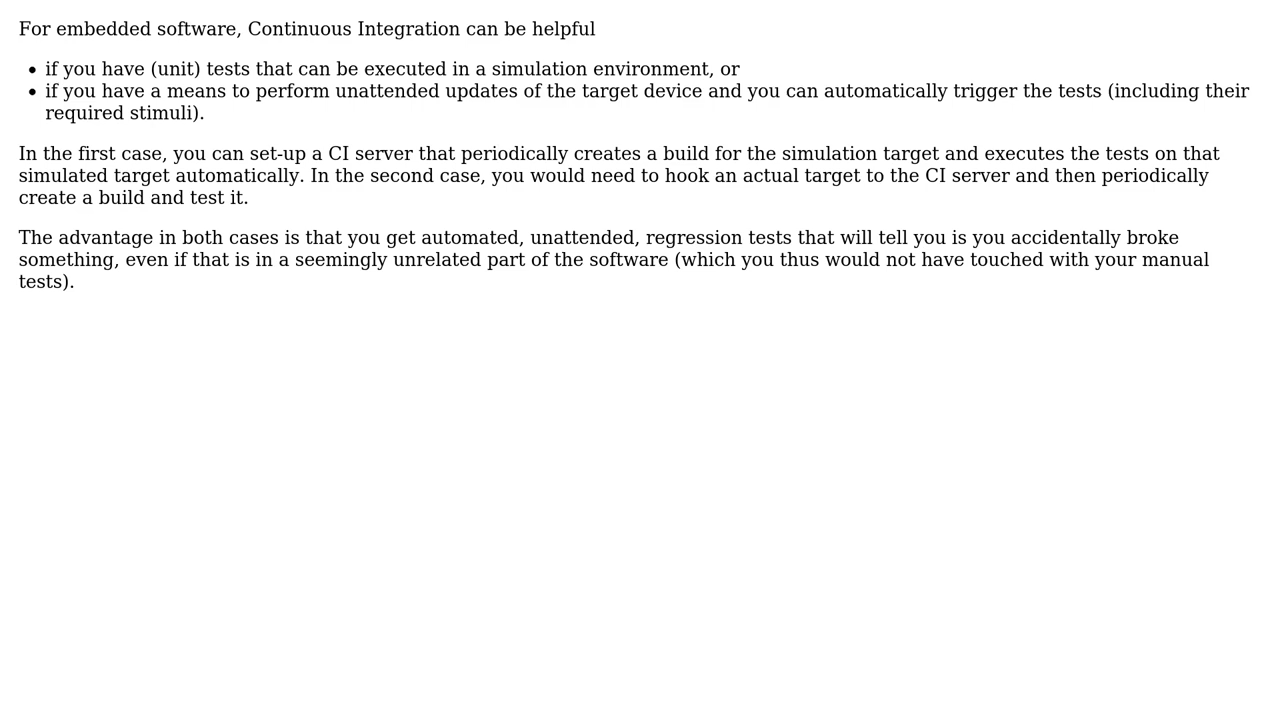 For embedded software, Continuous Integration can be helpful
• if you have (unit) tests that can be executed in a simulation environment, or
• if you have a means to perform unattended updates of the target device and you can automatically trigger the tests (including their
required stimuli).
In the first case, you can set-up a CI server that periodically creates a build for the simulation target and executes the tests on that
simulated target automatically. In the second case, you would need to hook an actual target to the CI server and then periodically
create a build and test it.
The advantage in both cases is that you get automated, unattended, regression tests that will tell you is you accidentally broke
something, even if that is in a seemingly unrelated part of the software (which you thus would not have touched with your manual
tests).